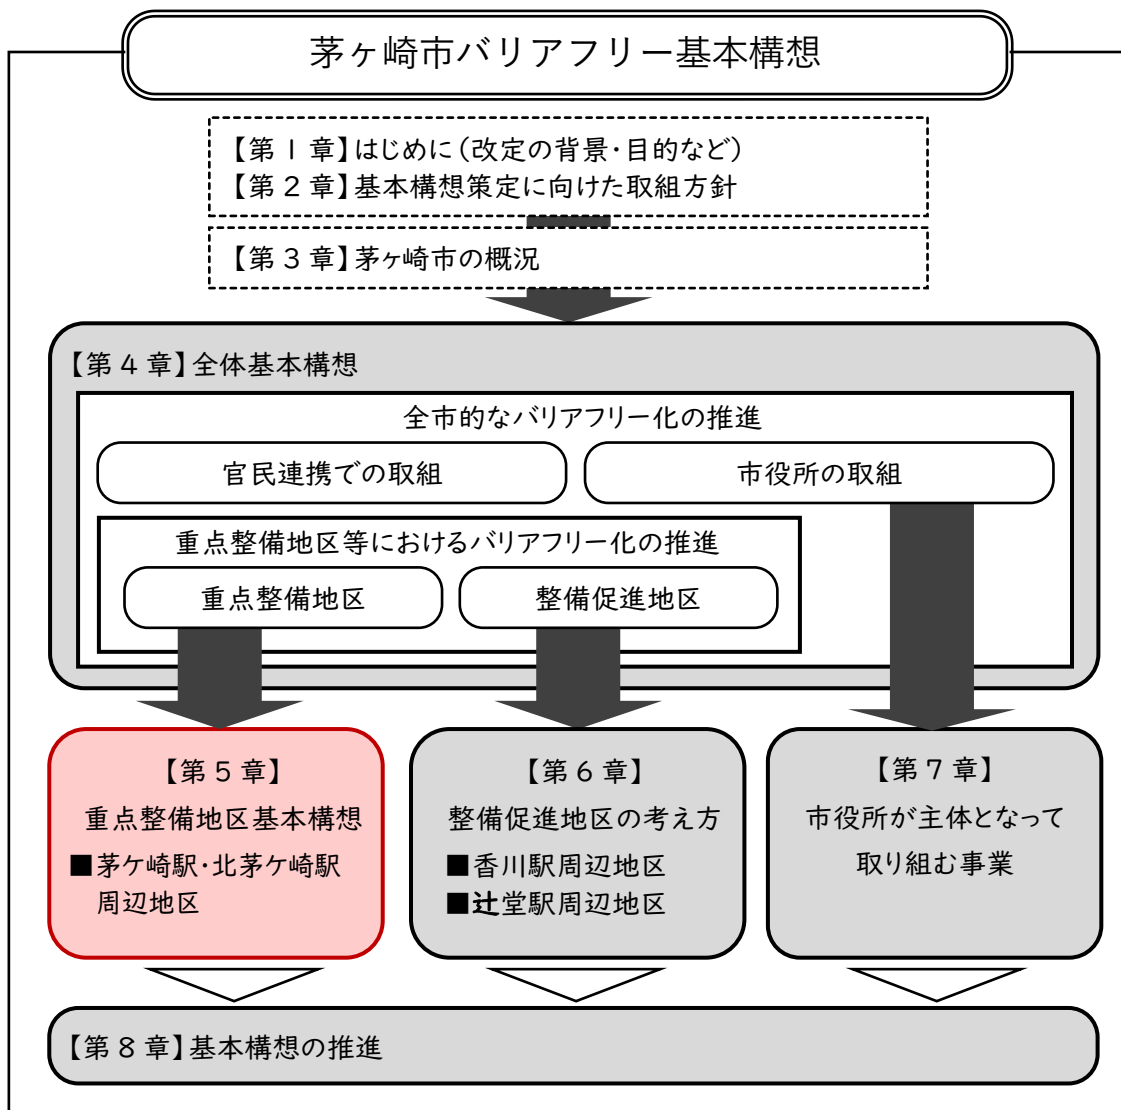 茅ヶ崎市バリアフリー基本構想
【第1章】はじめに(改定の背景・目的など)
【第2章】基本構想策定に向けた取組方針
【第3章】茅ヶ崎市の概況
【第4章】全体基本構想
全市的なバリアフリー化の推進
官民連携での取組
市役所の取組
重点整備地区等におけるバリアフリー化の推進
重点整備地区
整備促進地区
【第5章】
重点整備地区基本構想
■茅ケ崎駅・北茅ケ崎駅
周辺地区
【第6章】
整備促進地区の考え方
■香川駅周辺地区
■辻堂駅周辺地区
【第7章】
市役所が主体となって
取り組む事業
【第8章】基本構想の推進